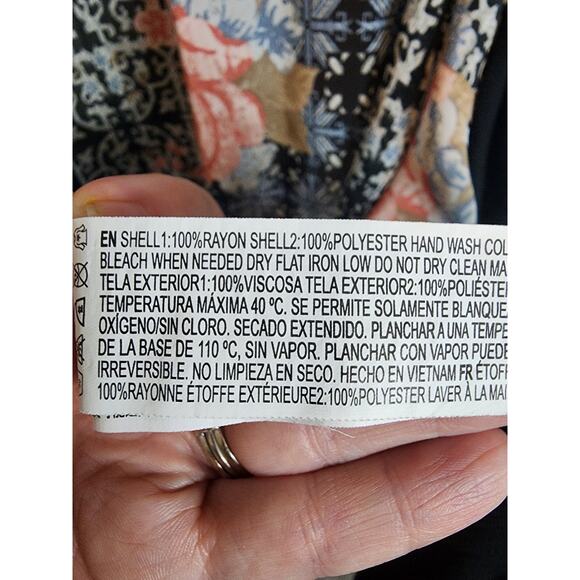 EN SHELL1:100%RAYON SHELL2:100%POLYESTER HAND WASH COL
BLEACH WHEN NEEDED DRY FLAT IRON LOW DO NOT DRY CLEAN MA
TELA EXTERIOR1:100%VISCOSA TELA EXTERIOR2:100%POLIÉSTER
TEMPERATURA MÁXIMA 40 ºC. SE PERMITE SOLAMENTE BLANQUE
OXÍGENO/SIN CLORO. SECADO EXTENDIDO. PLANCHAR A UNA TEMPE
DE LA BASE DE 110 ºC, SIN VAPOR. PLANCHAR CON VAPOR PUEDE
IRREVERSIBLE. NO LIMPIEZA EN SECO. HECHO EN VIETNAM FR ÉTOF
100%RAYONNE ÉTOFFE EXTÉRIEURE2:100%POLYESTER LAVER À LA MAI